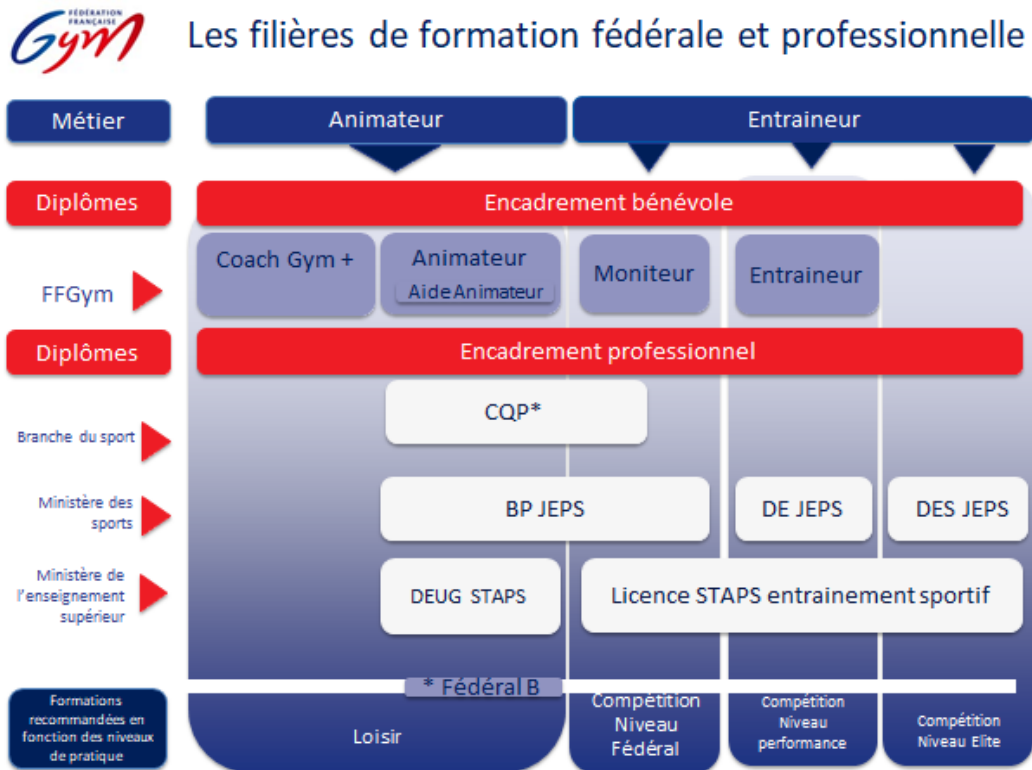 FÉDÉRATION
FRANÇAISE
Gym
Les filières de formation fédérale et professionnelle
Métier
Animateur
Entraineur
Diplômes
Encadrement bénévole
FFGym
Coach Gym +
Animateur
Aide Animateur
Moniteur
Entraineur
Diplômes
Encadrement professionnel
Branche du sport
CQP*
Ministère des
sports
BP JEPS
DE JEPS
DES JEPS
Ministère de
l'enseignement
supérieur
DEUG STAPS
Licence STAPS entrainement sportif
* Fédéral B
Formations
recommandées en
fonction des niveaux
de pratique
Loisir
Compétition
Niveau
Fédéral
Compétition
Niveau
performance
Compétition
Niveau Elite